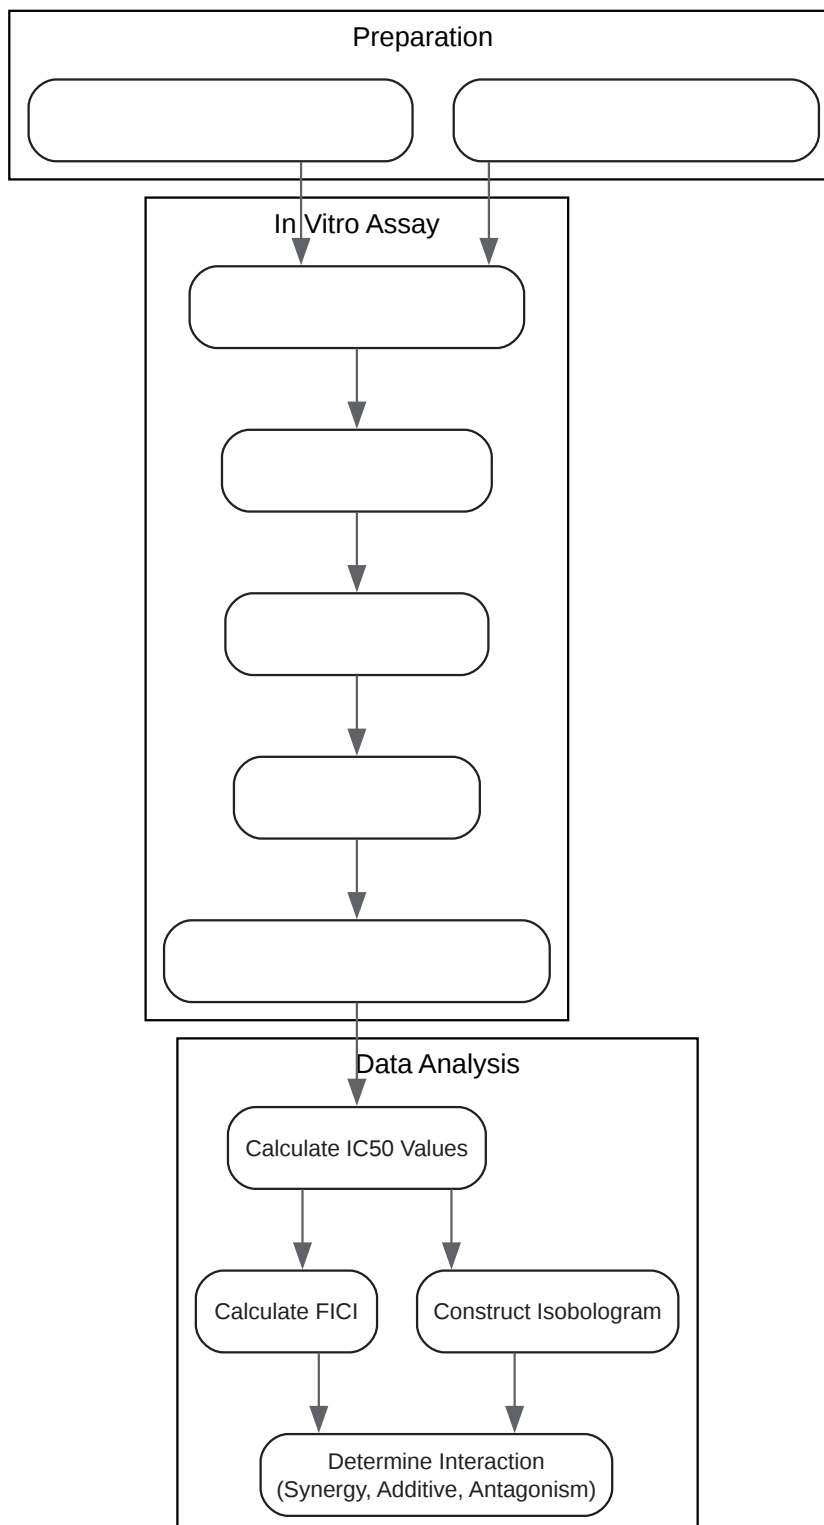 Preparation
In Vitro Assay
Data Analysis
Calculate IC50 Values
Calculate FICI
Construct Isobologram
Determine Interaction
(Synergy, Additive, Antagonism)